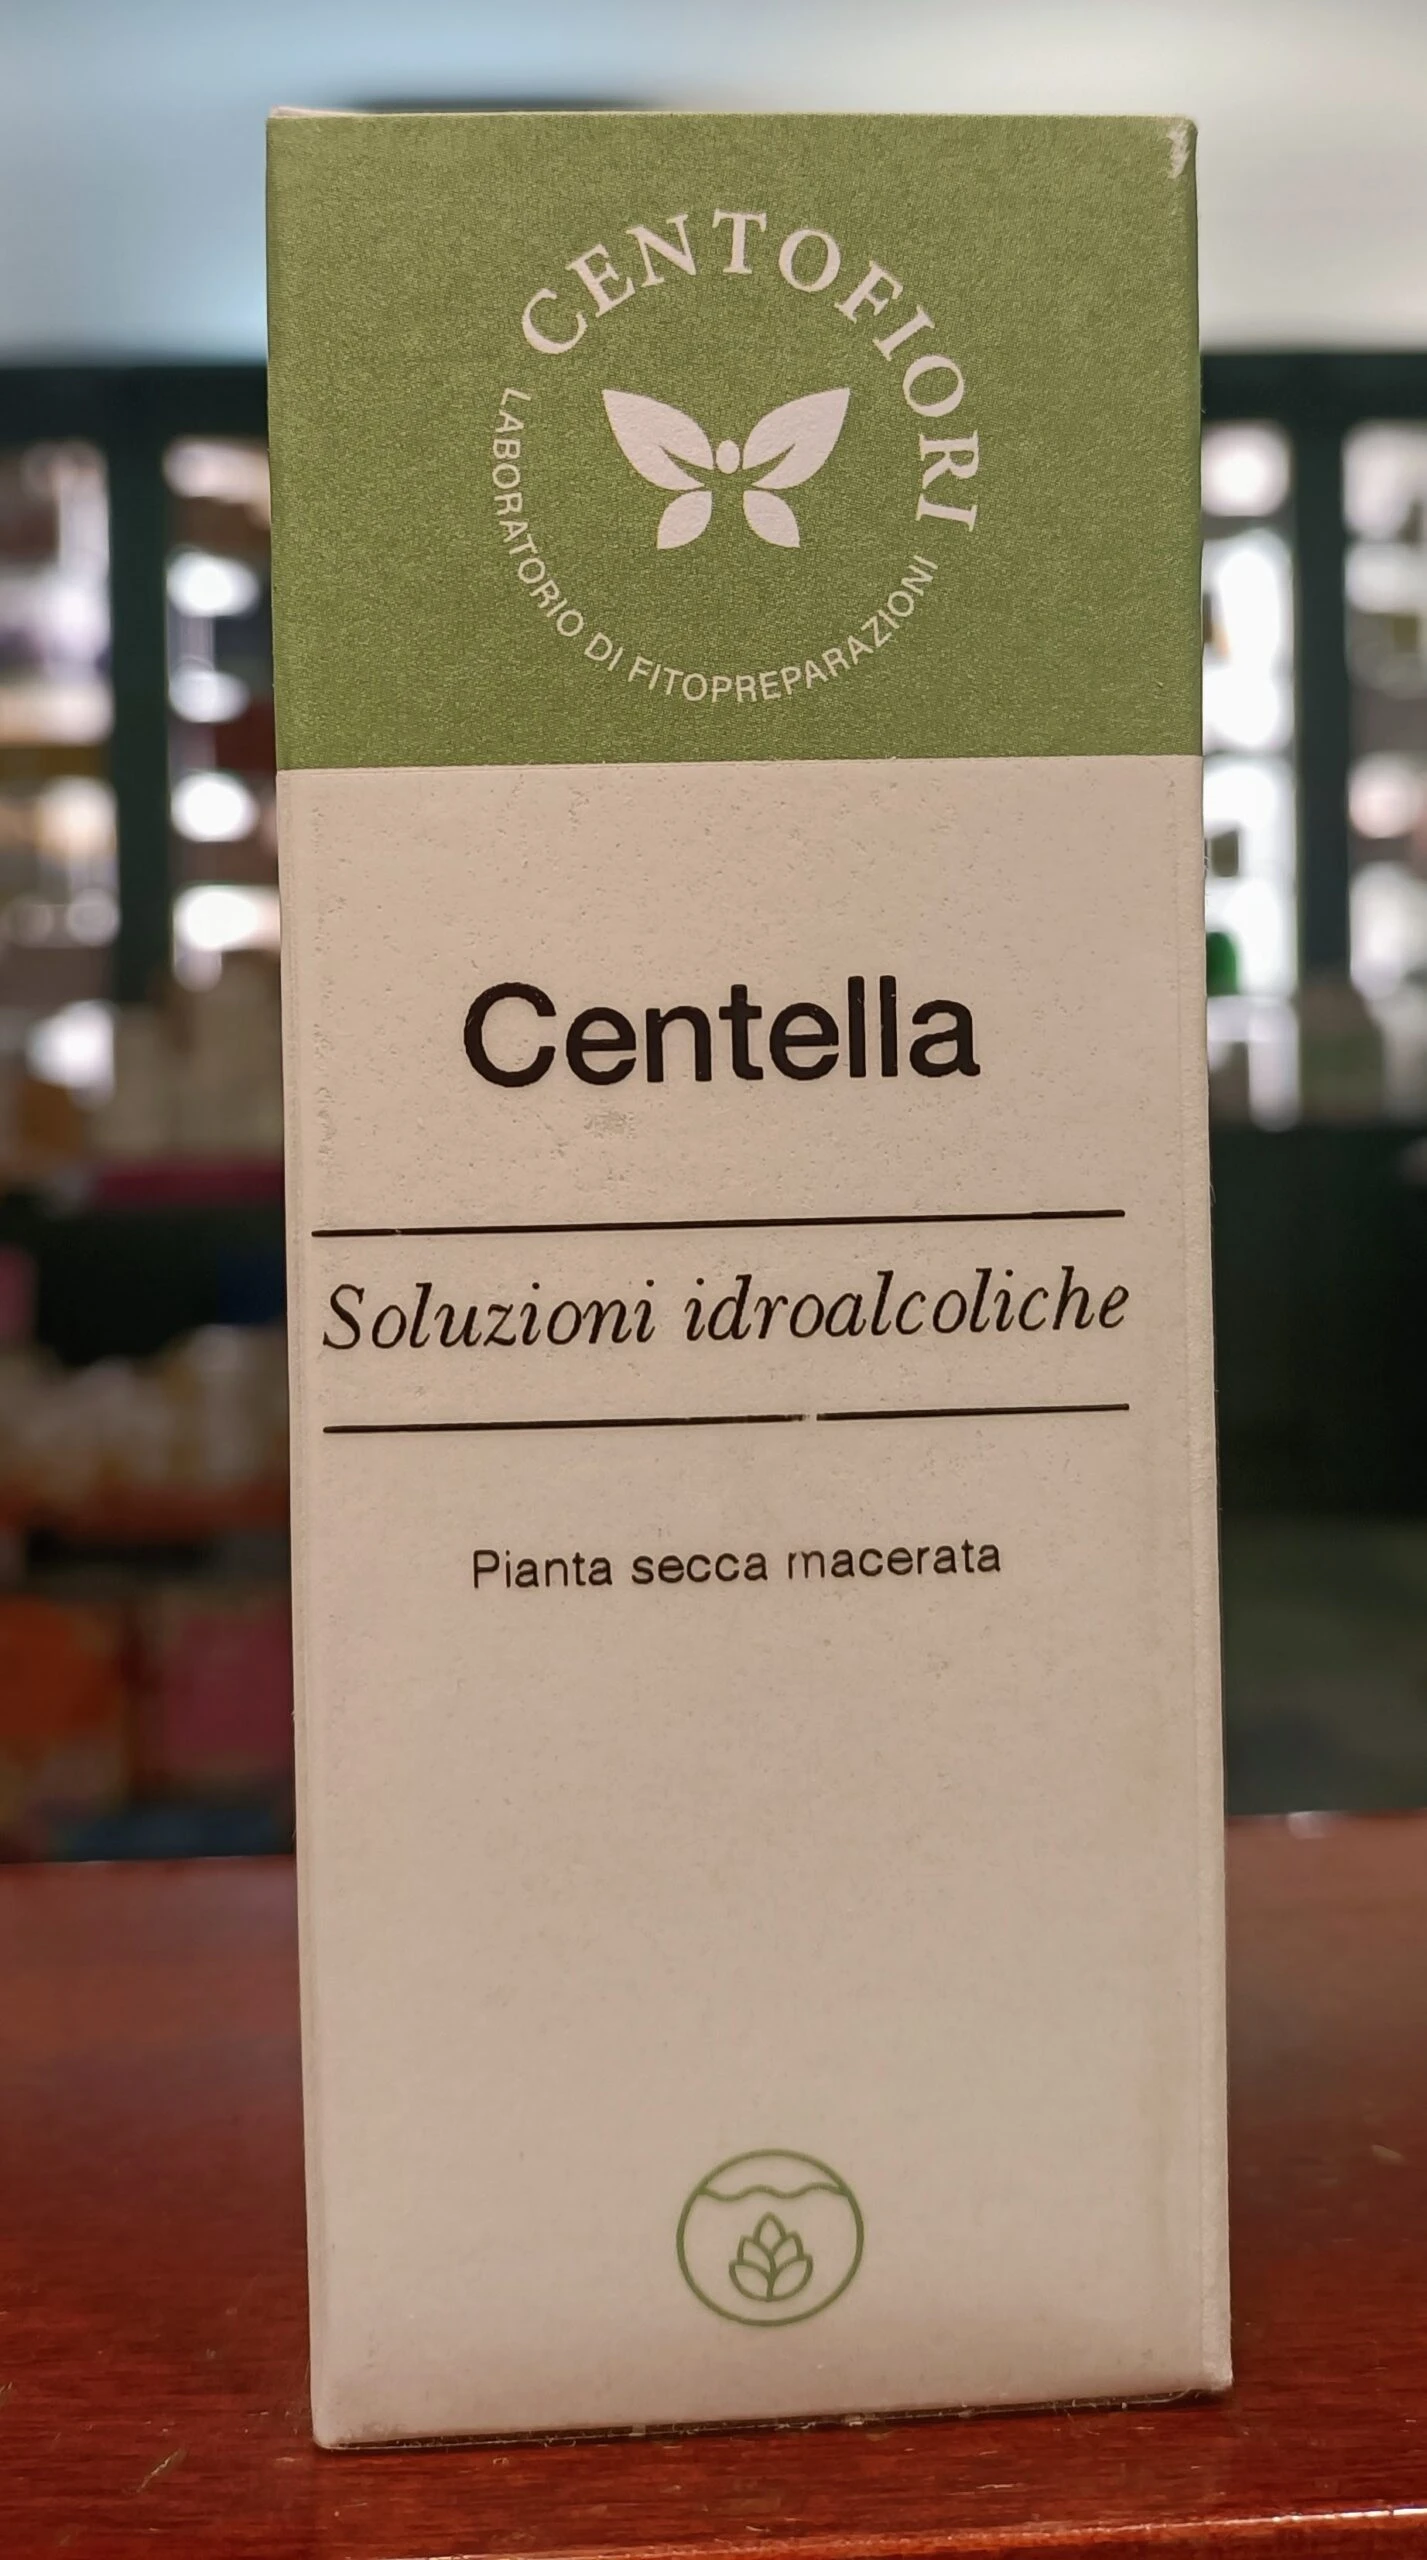 CENTOFIORI
LABORATORIO DI FITOPREPARAZIONI
Centella
Soluzioni idroalcoliche
Pianta secca macerata